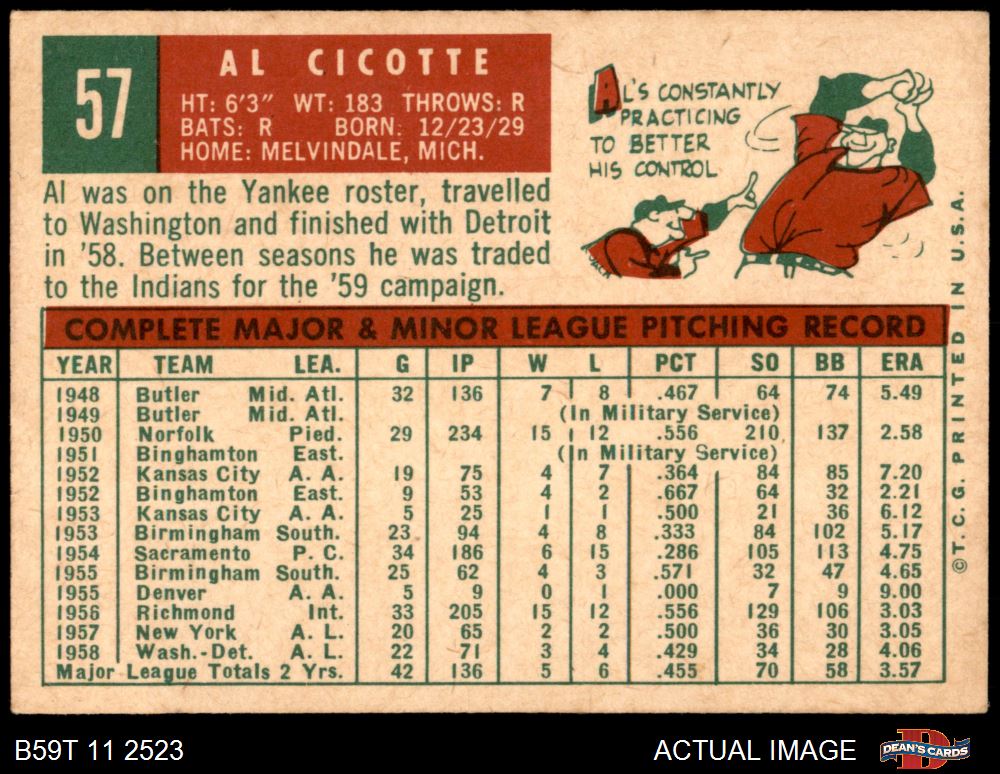 57
AL CICOTTE
HT: 6'3" WT: 183 THROWS: R
BATS: R BORN: 12/23/29
HOME: MELVINDALE, MICH.
Al was on the Yankee roster, travelled
to Washington and finished with Detroit
in '58. Between seasons he was traded
to the Indians for the '59 campaign.
AL'S CONSTANTLY
PRACTICING
TO BETTER
HIS CONTROL
JACK
COMPLETE MAJOR & MINOR LEAGUE PITCHING RECORD
YEAR TEAM LEA. G IP W L PCT SO BB ERA
1948 Butler Mid. Atl. 32 136 7 8 .467 64 74 5.49
1949 Butler Mid. Atl. (In Military Service)
1950 Norfolk Pied. 29 234 15 12 .556 210 137 2.58
1951 Binghamton East. (In Military Service)
1952 Kansas City A. A. 19 75 4 7 .364 84 85 7.20
1952 Binghamton East. 9 53 4 2 .667 64 32 2.21
1953 Kansas City A. A. 5 25 1 1 .500 21 36 6.12
1953 Birmingham South. 23 94 4 8 .333 84 102 5.17
1954 Sacramento P. C. 34 186 6 15 .286 105 113 4.75
1955 Birmingham South. 25 62 4 3 .571 32 47 4.65
1955 Denver A. A. 5 9 0 1 .000 7 9 9.00
1956 Richmond Int. 33 205 15 12 .556 129 106 3.03
1957 New York A. L. 20 65 2 2 .500 36 30 3.05
1958 Wash.-Det. A. L. 22 71 3 4 .429 34 28 4.06
Major League Totals 2 Yrs. 42 136 5 6 .455 70 58 3.57
©T. C. G. PRINTED IN U.S.A.
B59T 11 2523
ACTUAL IMAGE
DEAN'S CARDS